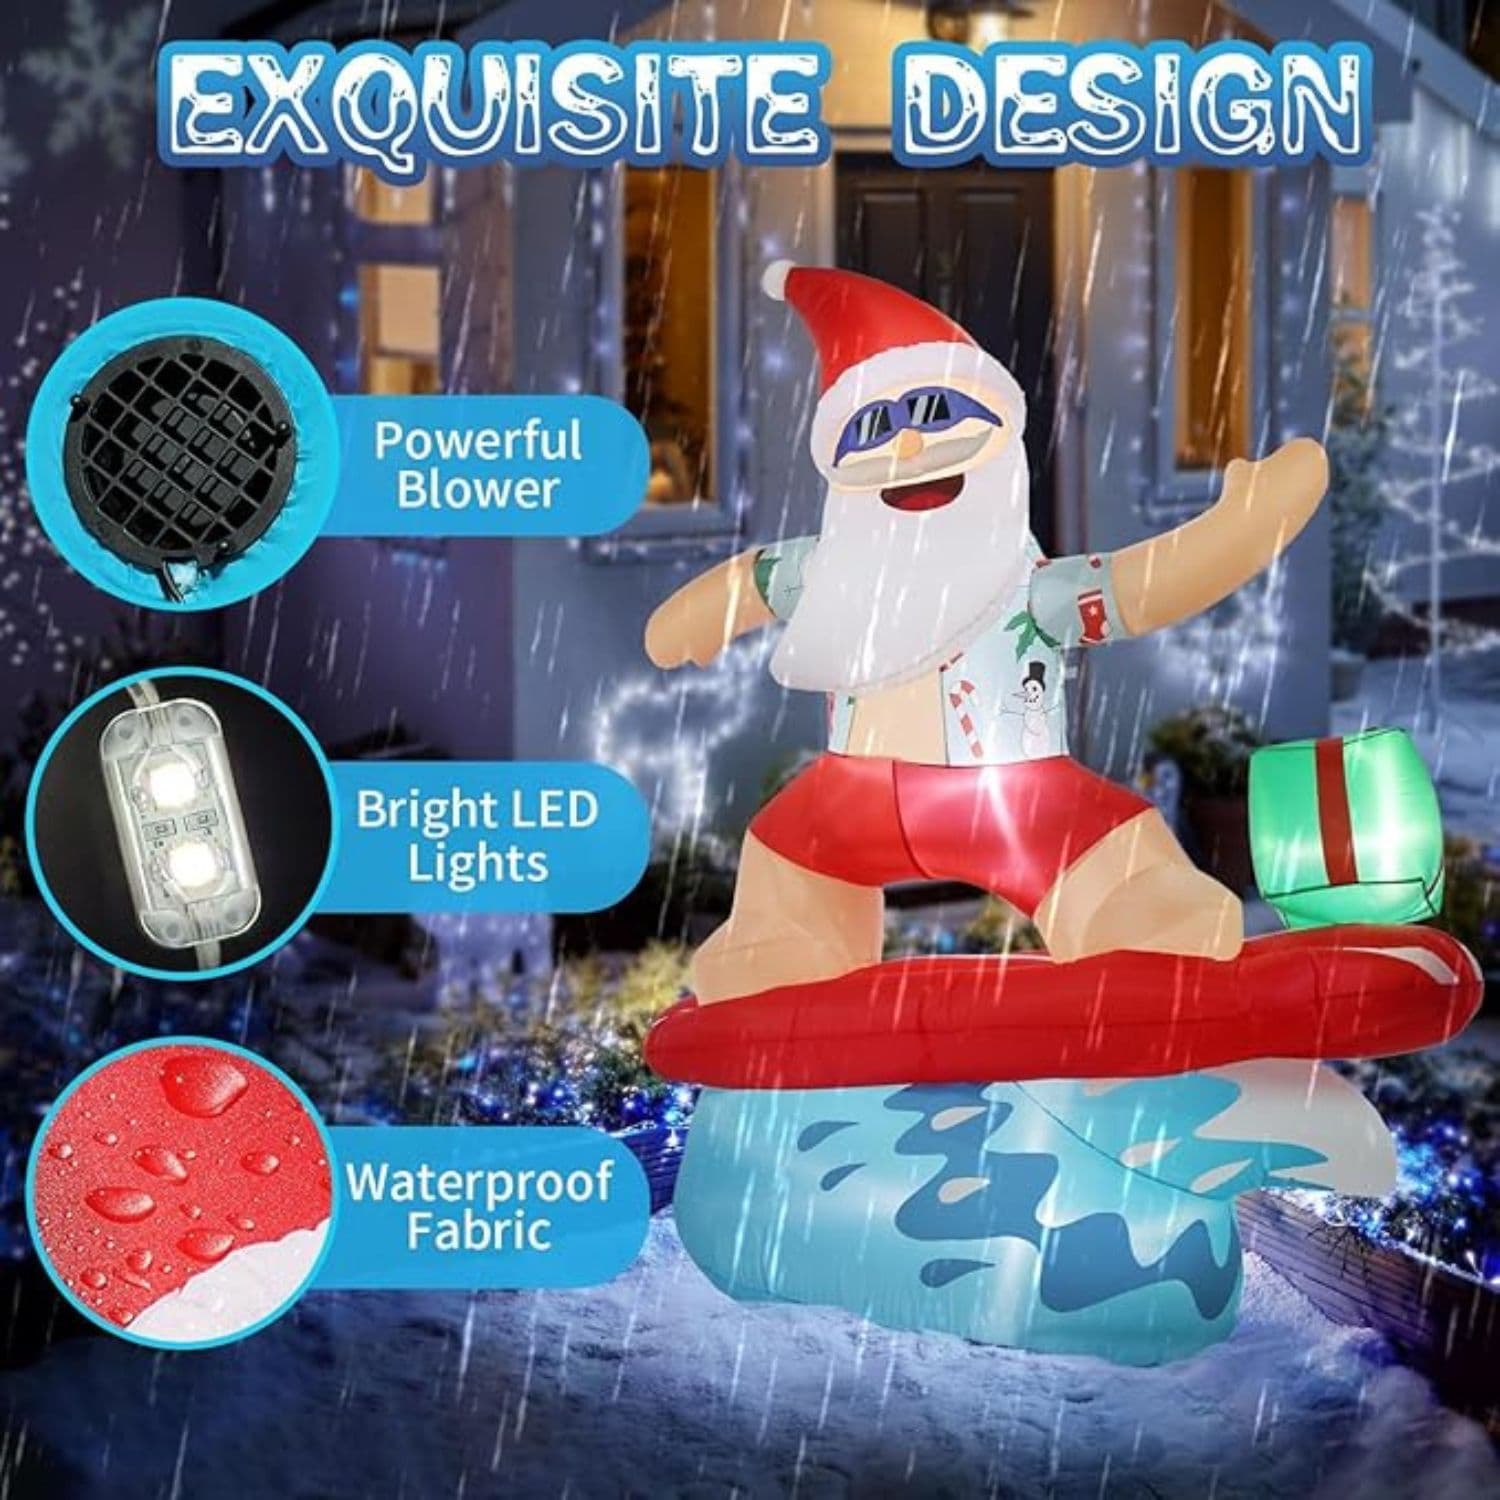 EXQUISITE DESIGN
Powerful
Blower
Bright LED
Lights
Waterproof
Fabric